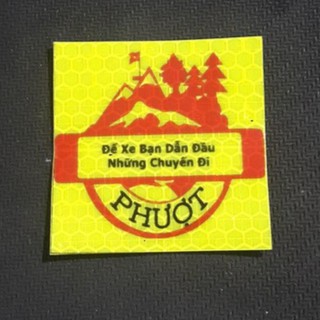 Để Xe Bạn Dẫn Đầu
Những Chuyến Đi
PHƯỢT